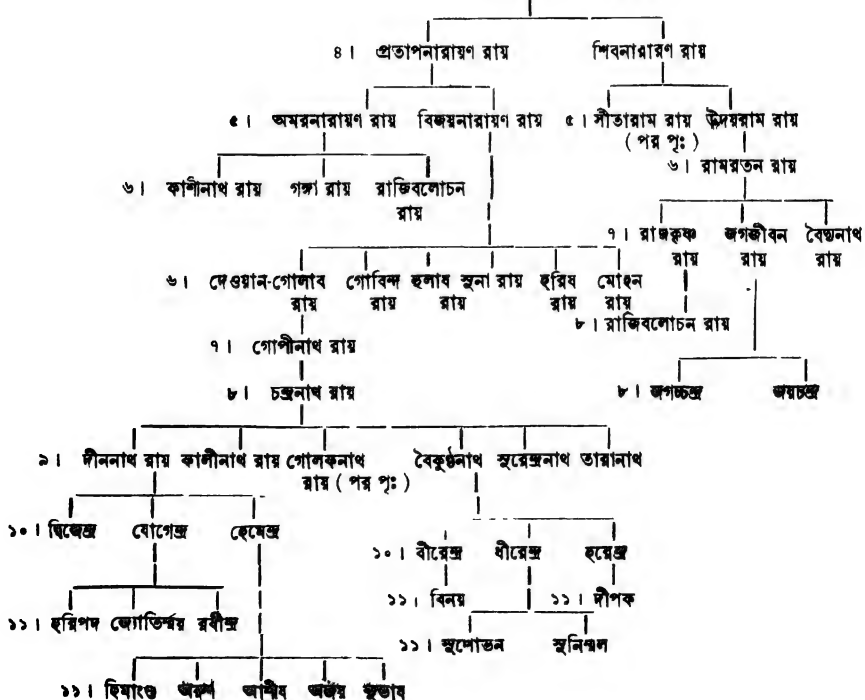 ৪। প্রতাপনারায়ণ রায় শিবনারায়ণ রায়
৫। অমরনারায়ণ রায় বিজয়নারায়ণ রায় ৫। সীতারাম রায় উদয়রাম রায়
( পর পৃঃ )
৬। রামরতন রায়
৬। কাশীনাথ রায় গঙ্গা রায় রাজিবলোচন
রায়
৭। রাজকৃষ্ণ জগজীবন বৈদ্যনাথ
রায় রায় রায়
৬। দেওয়ান-গোলাব গোবিন্দ হুলাষ সুনা রায় হরিষ মোহন
রায় রায় রায় রায় রায়
৮। রাজিবলোচন রায়
৭। গোপীনাথ রায়
৮। চন্দ্রনাথ রায়
৮। জগচ্চন্দ্র জয়চন্দ্র
৯। দীননাথ রায় কালীনাথ রায় গোলকনাথ বৈকুণ্ঠনাথ সুরেন্দ্রনাথ তারানাথ
রায় ( পর পৃঃ )
১০। দ্বিজেন্দ্র যোগেন্দ্র হেমেন্দ্র
১০। বীরেন্দ্র ধীরেন্দ্র হরেন্দ্র
১১। বিনয় ১১। দীপক
১১। হরিপদ জ্যোতির্ম্ময় রবীন্দ্র
১১। সুশোভন সুনির্ম্মল
১১। হিমাংশু অরুণ আশীষ অজয় সুভাষ